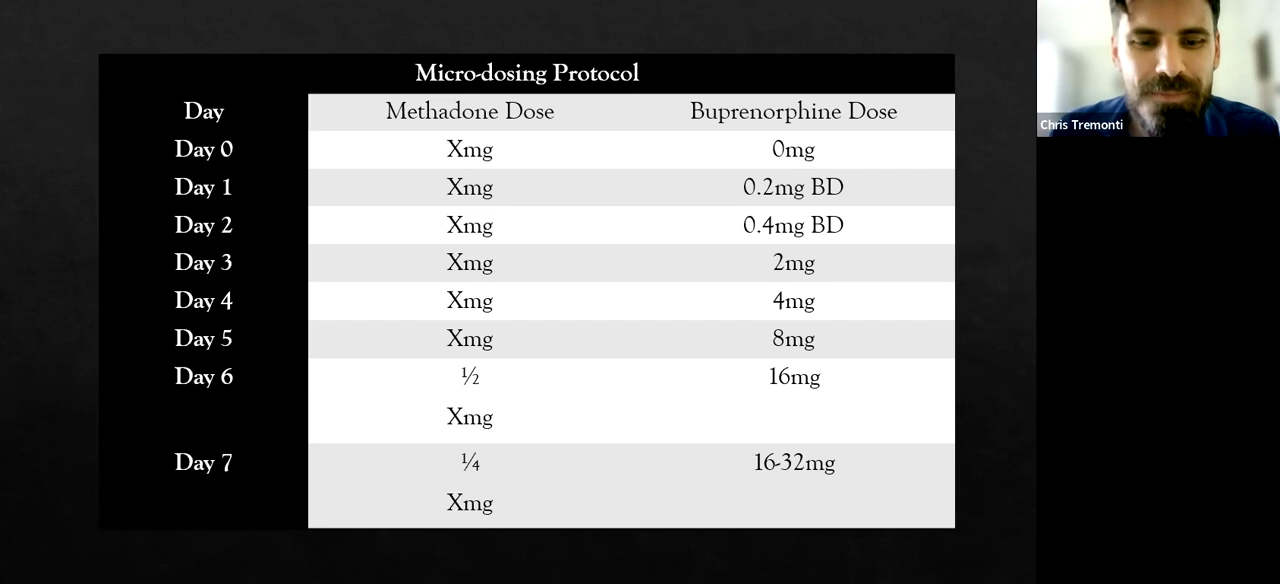 Micro-dosing Protocol
Day Methadone Dose Buprenorphine Dose
Day 0 Xmg 0mg
Day 1 Xmg 0.2mg BD
Day 2 Xmg 0.4mg BD
Day 3 Xmg 2mg
Day 4 Xmg 4mg
Day 5 Xmg 8mg
Day 6 ½ 16mg
Xmg
Day 7 ¼ 16-32mg
Xmg
Chris Tremonti